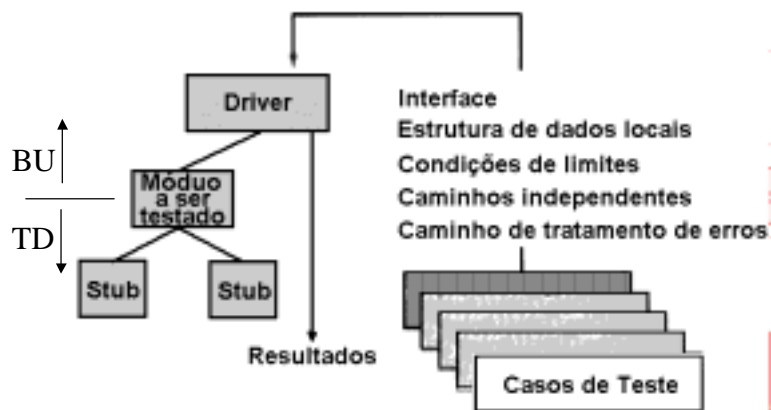 Driver
Interface
Estrutura de dados locais
Condições de limites
Caminhos independentes
Caminho de tratamento de erros
BU
Móduo
a ser
testado
TD
Stub
Stub
Resultados
Casos de Teste